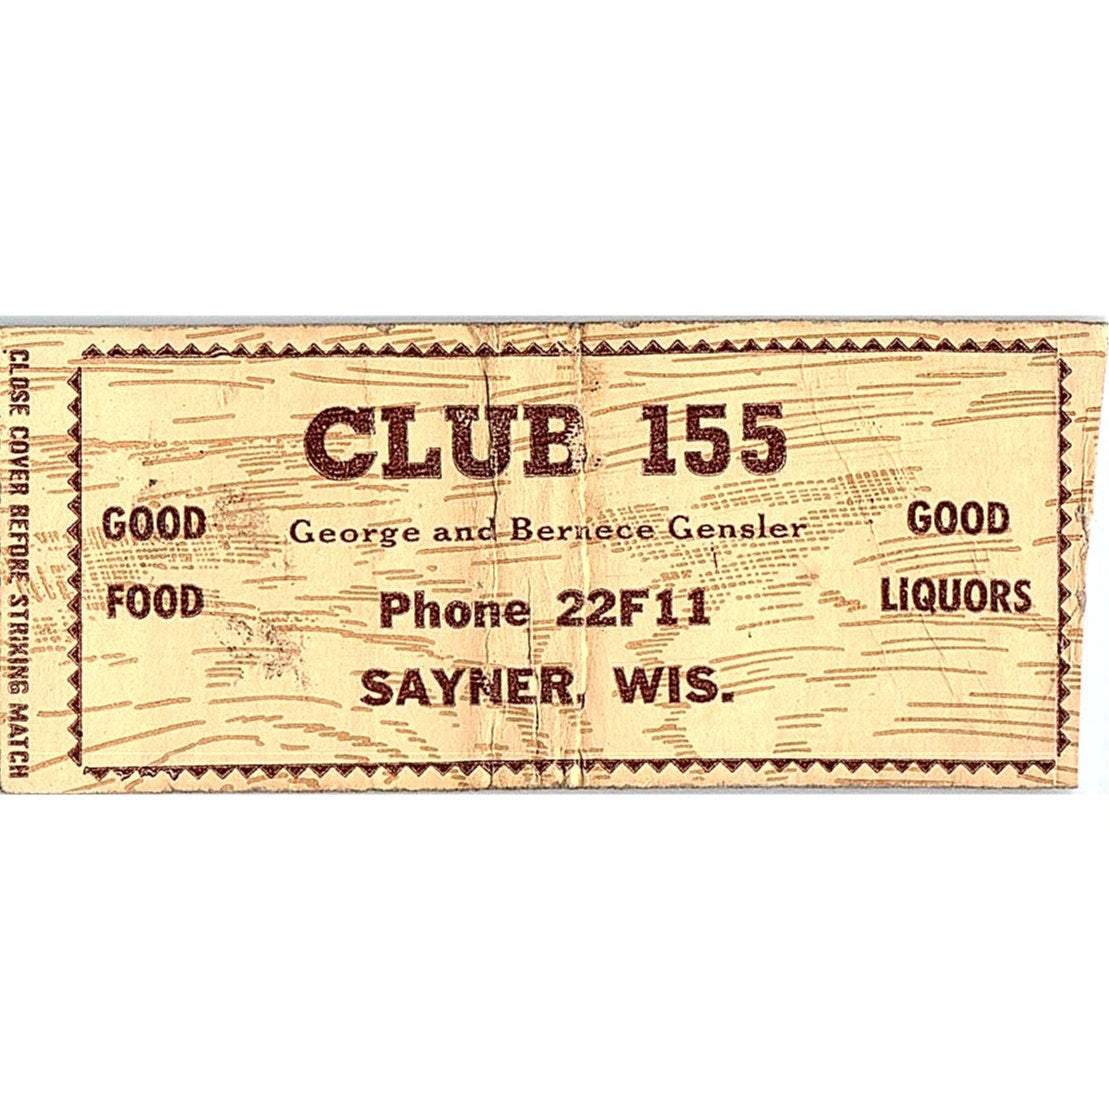 CLOSE COVER BEFORE STRIKING MATCH
CLUB 155
George and Bernece Gensler
Phone 22F11
SAYNER, WIS.
GOOD
FOOD
GOOD
LIQUORS